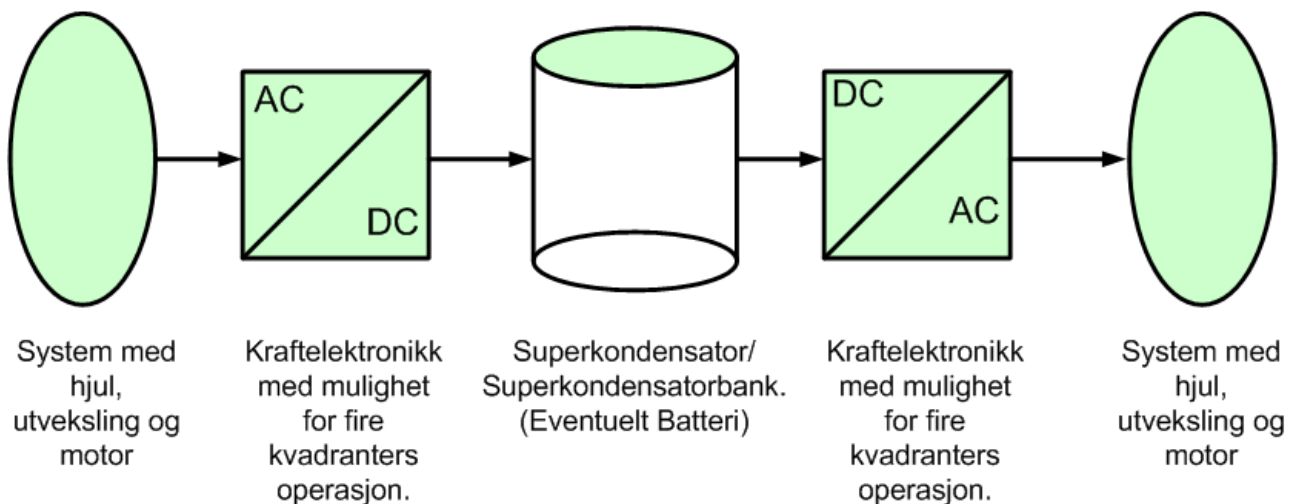 AC
DC
DC
AC
System med
hjul,
utveksling og
motor
Kraftelektronikk
med mulighet
for fire
kvadranters
operasjon.
Superkondensator/
Superkondensatorbank.
(Eventuelt Batteri)
Kraftelektronikk
med mulighet
for fire
kvadranters
operasjon.
System med
hjul,
utveksling og
motor